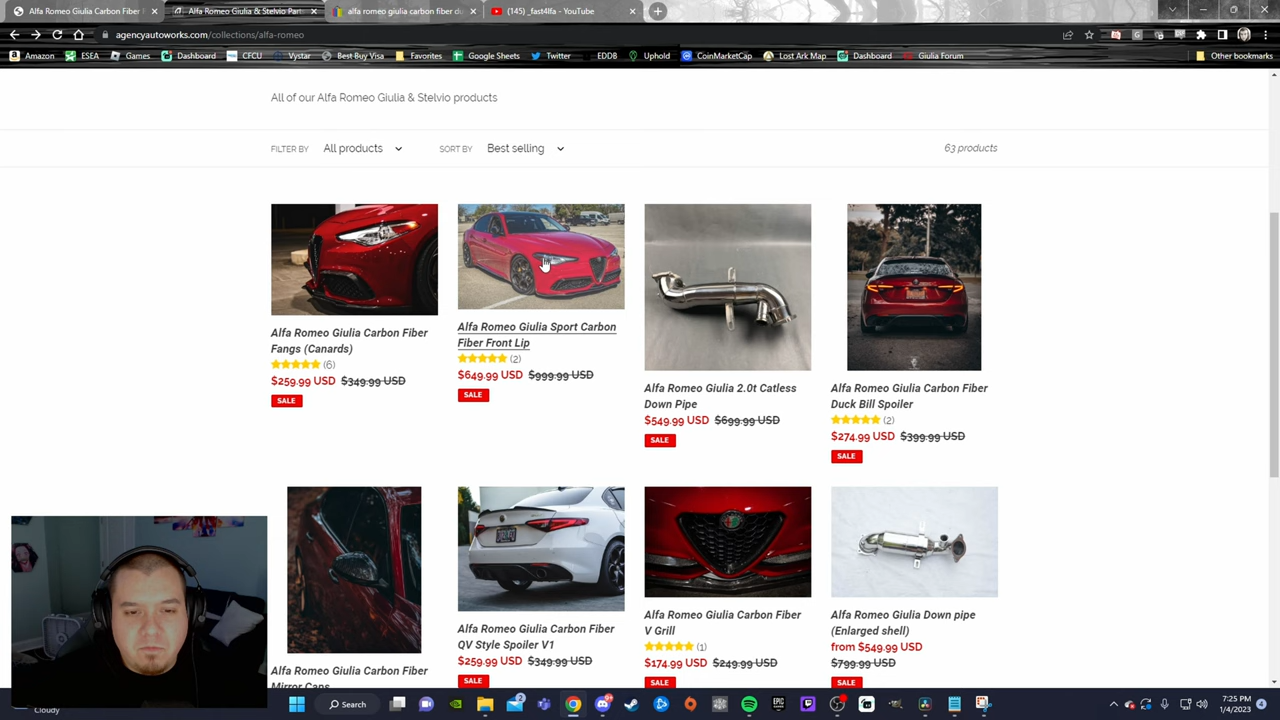 Alfa Romeo Giulia Carbon Fiber F
Alfa Romeo Giulia & Stelvio Part
alfa romeo giulia carbon fiber di
(145) _fast4lfa - YouTube
agencyautoworks.com/collections/alfa-romeo
Amazon ESEA Games Dashboard CFCU Vystar Best Buy Visa Favorites Google Sheets Twitter EDDB Uphold CoinMarketCap Lost Ark Map Dashboard Giulia Forum Other bookmarks
All of our Alfa Romeo Giulia & Stelvio products
FILTER BY All products SORT BY Best selling 63 products
Alfa Romeo Giulia Carbon Fiber
Fangs (Canards)
(6)
$259.99 USD $349.99 USD
SALE
Alfa Romeo Giulia Sport Carbon
Fiber Front Lip
(2)
$649.99 USD $999.99 USD
SALE
Alfa Romeo Giulia 2.0t Catless
Down Pipe
$549.99 USD $699.99 USD
SALE
Alfa Romeo Giulia Carbon Fiber
Duck Bill Spoiler
(2)
$274.99 USD $399.99 USD
SALE
Alfa Romeo Giulia Carbon Fiber
Mirror Caps
Alfa Romeo Giulia Carbon Fiber
QV Style Spoiler V1
$259.99 USD $349.99 USD
SALE
Alfa Romeo Giulia Carbon Fiber
V Grill
(1)
$174.99 USD $249.99 USD
SALE
Alfa Romeo Giulia Down pipe
(Enlarged shell)
from $549.99 USD
$799.99 USD
SALE
Cloudy
Search
7:25 PM
1/4/2023